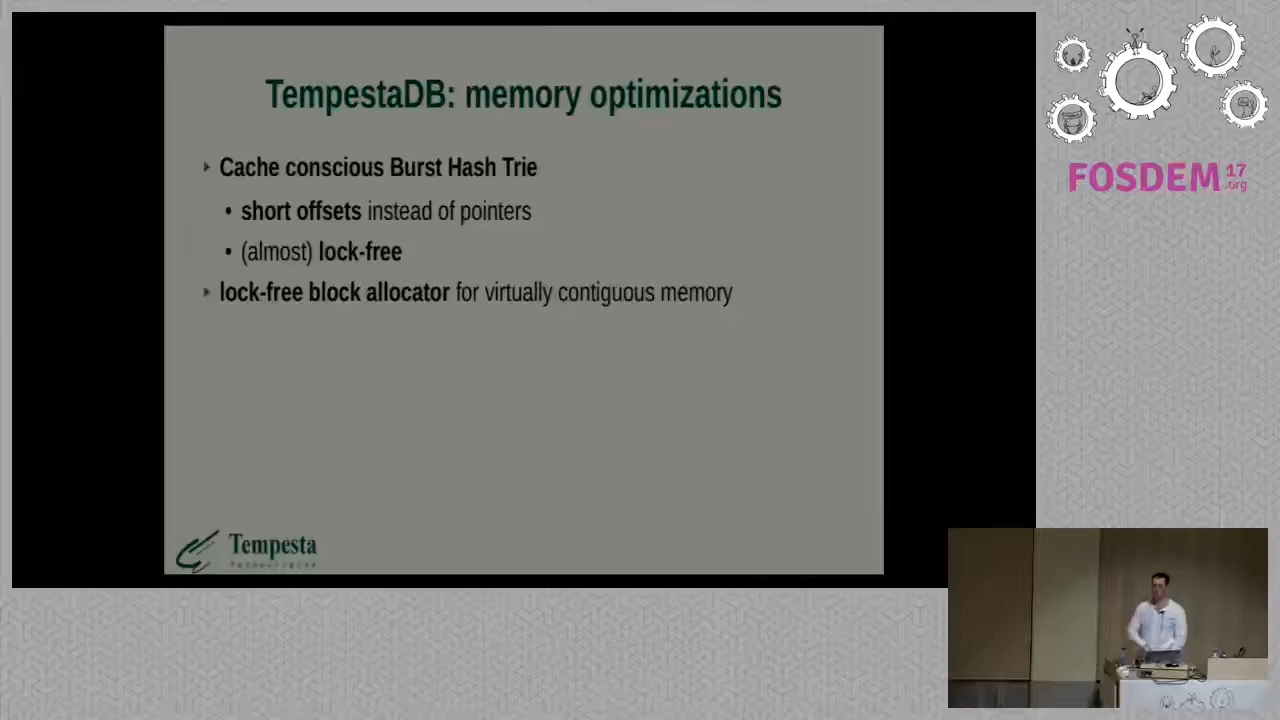 TempestaDB: memory optimizations
Cache conscious Burst Hash Trie
• short offsets instead of pointers
• (almost) lock-free
lock-free block allocator for virtually contiguous memory
Tempesta
Technologies
FOSDEM 17
.org